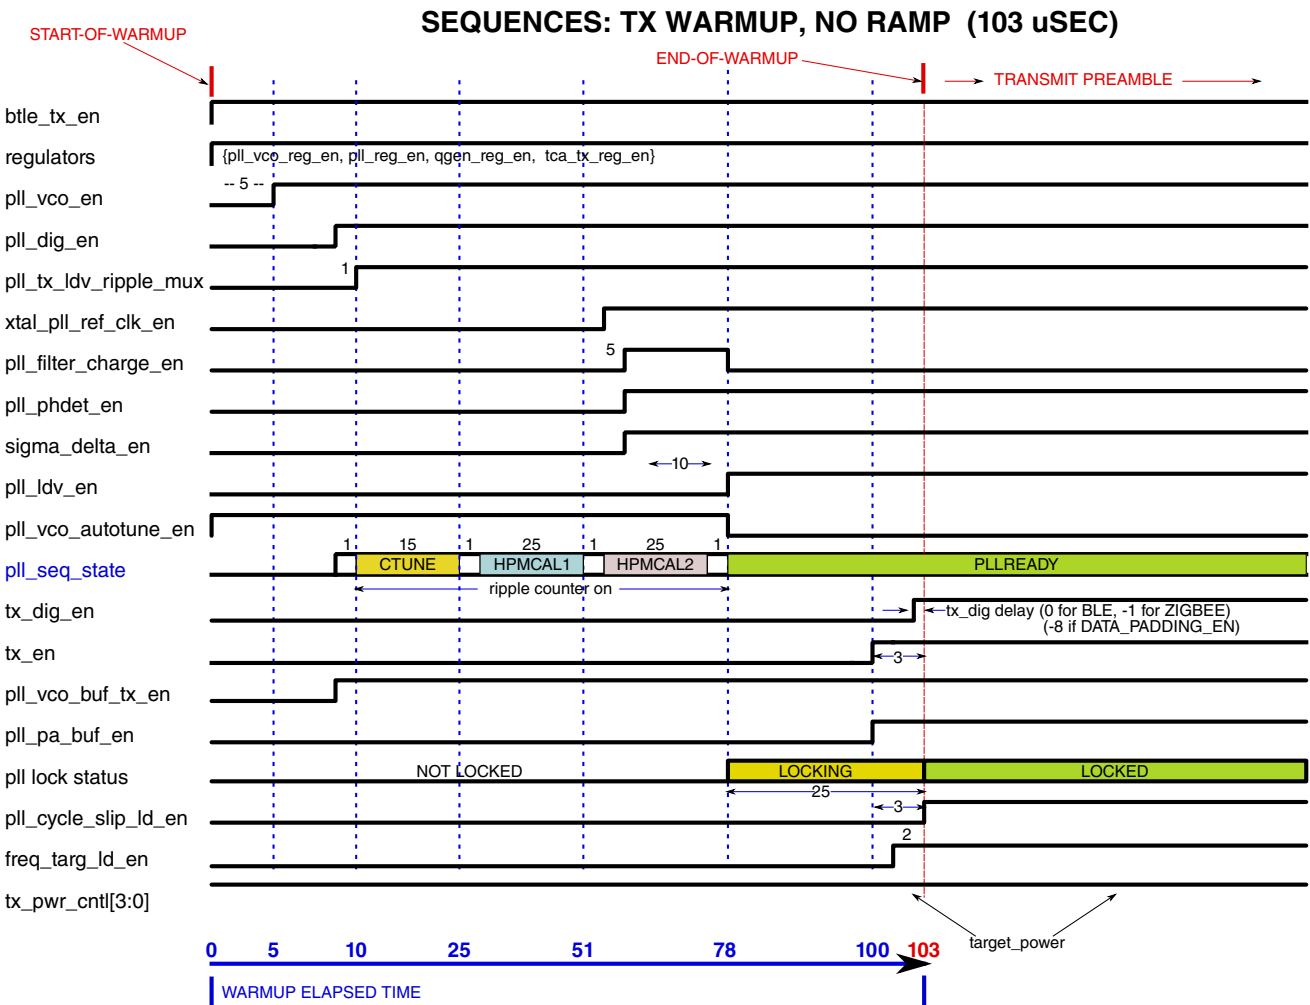 SEQUENCES: TX WARMUP, NO RAMP (103 uSEC)
START-OF-WARMUP
END-OF-WARMUP
TRANSMIT PREAMBLE
btle_tx_en
regulators {pll_vco_reg_en, pll_reg_en, qgen_reg_en, tca_tx_reg_en}
pll_vco_en -- 5 --
pll_dig_en
pll_tx_ldv_ripple_mux 1
xtal_pll_ref_clk_en
pll_filter_charge_en 5
pll_phdet_en
sigma_delta_en
10
pll_ldv_en
pll_vco_autotune_en
1 15 1 25 1 25 1
pll_seq_state CTUNE HPMCAL1 HPMCAL2 PLLREADY
ripple counter on
tx_dig_en tx_dig delay (0 for BLE, -1 for ZIGBEE)
(-8 if DATA_PADDING_EN)
tx_en 3
pll_vco_buf_tx_en
pll_pa_buf_en
pll lock status NOT LOCKED LOCKING LOCKED
25
pll_cycle_slip_ld_en 3
2
freq_targ_ld_en
tx_pwr_cntl[3:0]
target_power
0 5 10 25 51 78 100 103
WARMUP ELAPSED TIME